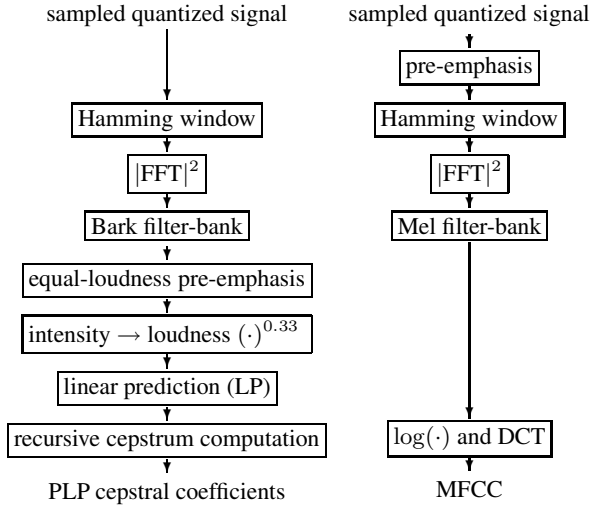 sampled quantized signal
Hamming window
|FFT|²
Bark filter-bank
equal-loudness pre-emphasis
intensity → loudness (·)^0.33
linear prediction (LP)
recursive cepstrum computation
PLP cepstral coefficients
sampled quantized signal
pre-emphasis
Hamming window
|FFT|²
Mel filter-bank
log(·) and DCT
MFCC